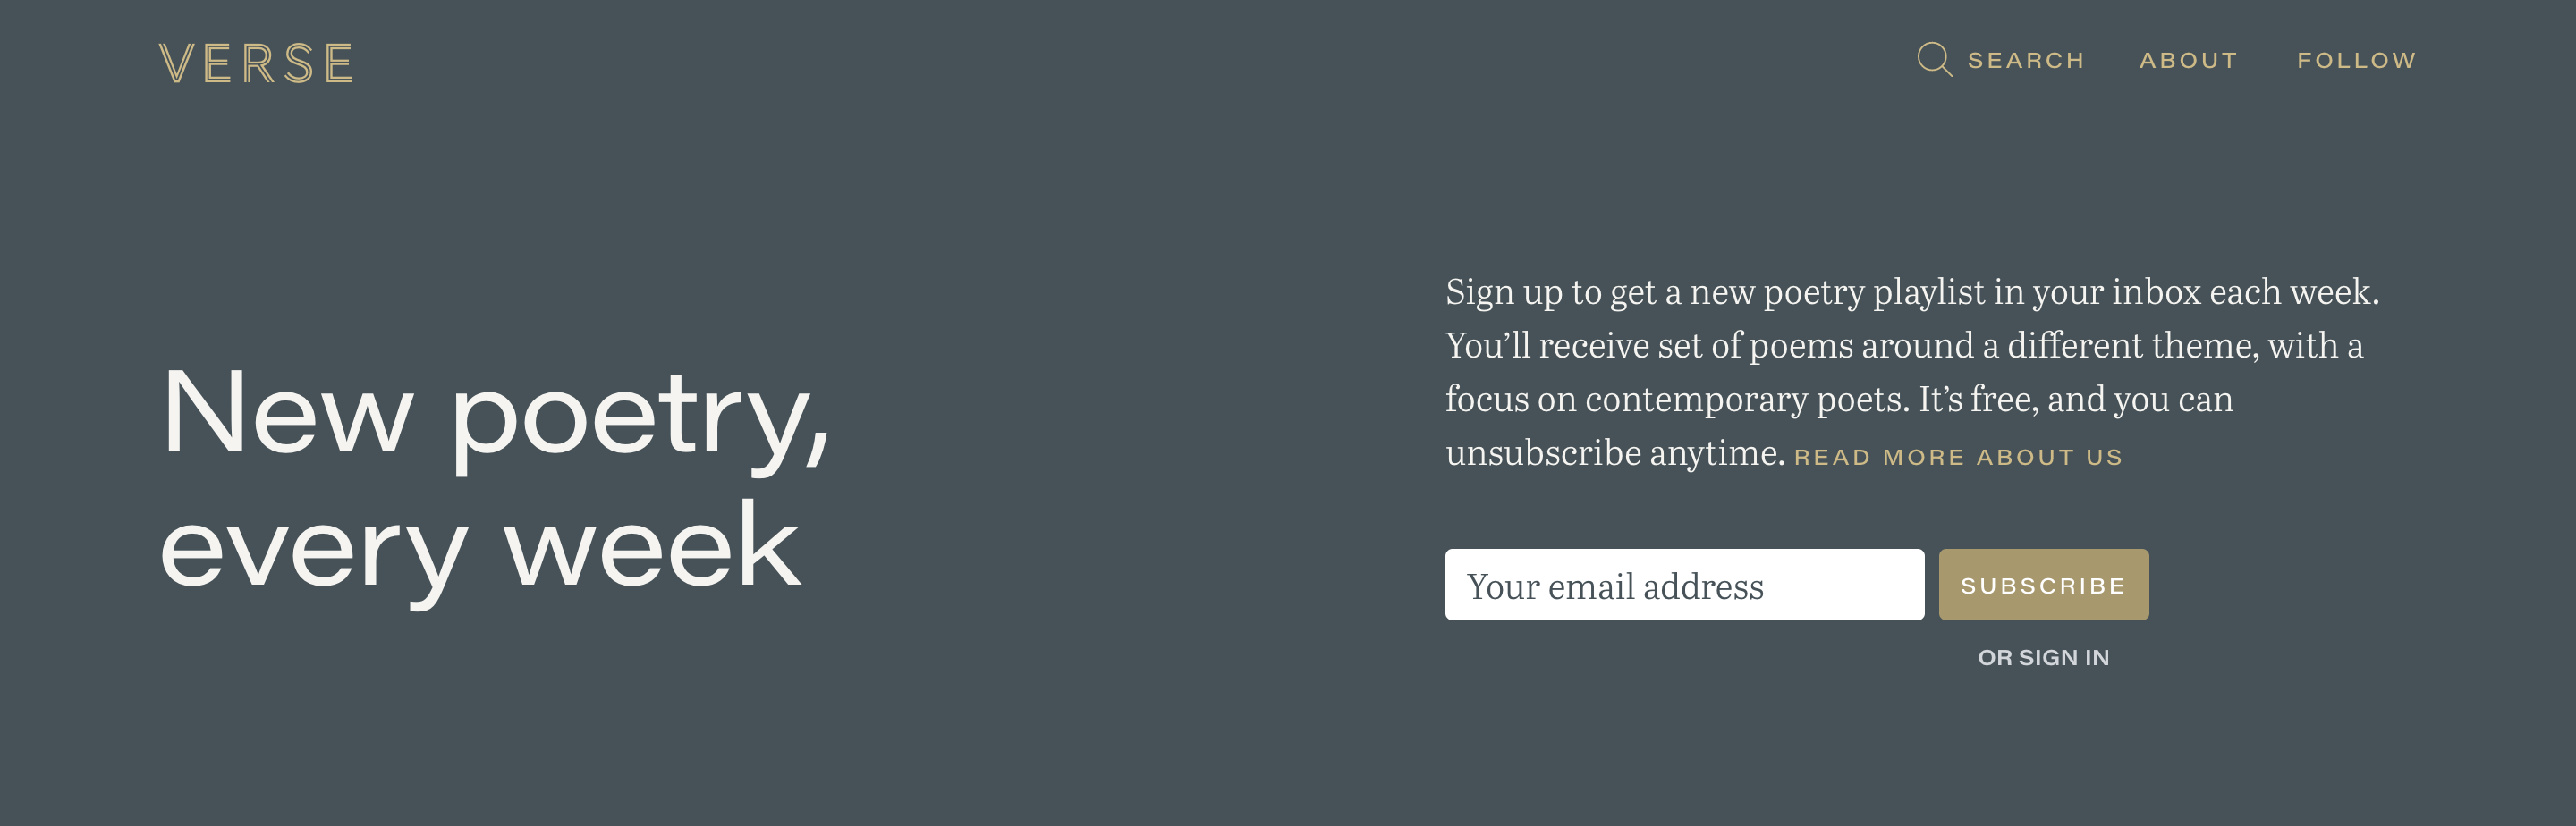 VERSE
SEARCH
ABOUT
FOLLOW
New poetry,
every week
Sign up to get a new poetry playlist in your inbox each week.
You’ll receive set of poems around a different theme, with a
focus on contemporary poets. It’s free, and you can
unsubscribe anytime. READ MORE ABOUT US
Your email address
SUBSCRIBE
OR SIGN IN